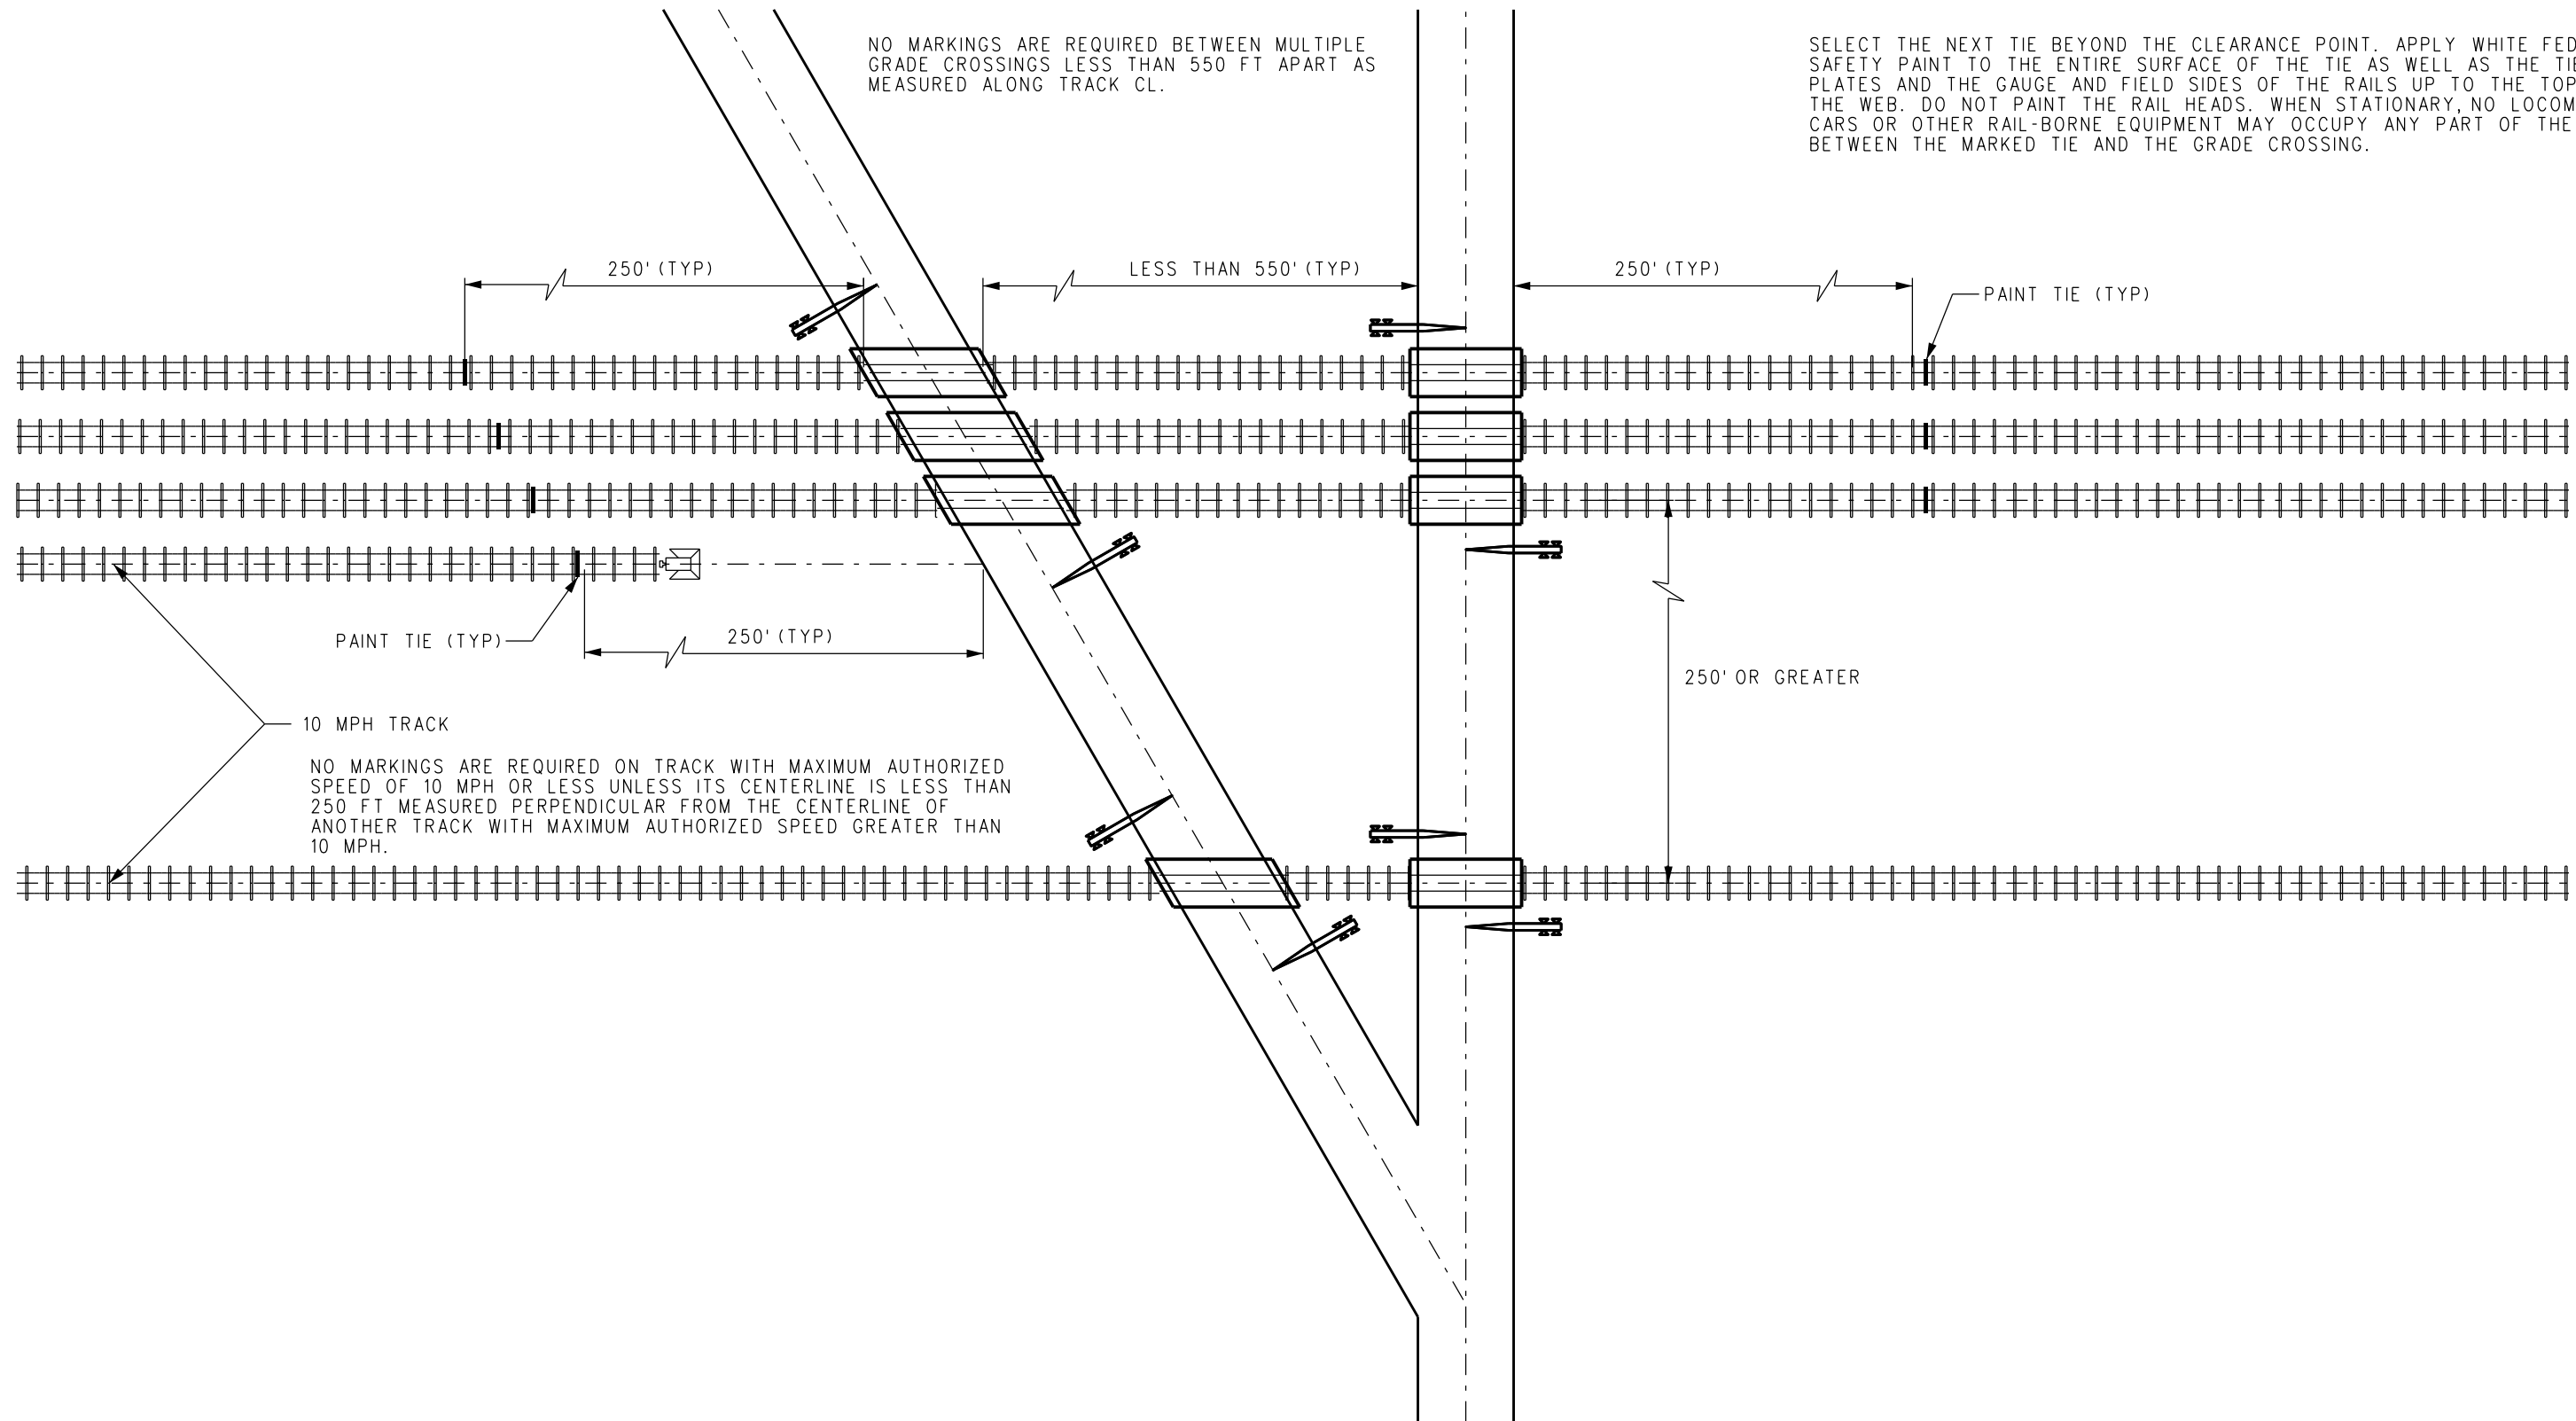 NO MARKINGS ARE REQUIRED BETWEEN MULTIPLE
GRADE CROSSINGS LESS THAN 550 FT APART AS
MEASURED ALONG TRACK CL.
SELECT THE NEXT TIE BEYOND THE CLEARANCE POINT. APPLY WHITE FED
SAFETY PAINT TO THE ENTIRE SURFACE OF THE TIE AS WELL AS THE TIE
PLATES AND THE GAUGE AND FIELD SIDES OF THE RAILS UP TO THE TOP
THE WEB. DO NOT PAINT THE RAIL HEADS. WHEN STATIONARY, NO LOCOM
CARS OR OTHER RAIL-BORNE EQUIPMENT MAY OCCUPY ANY PART OF THE
BETWEEN THE MARKED TIE AND THE GRADE CROSSING.
250' (TYP)
LESS THAN 550' (TYP)
250' (TYP)
PAINT TIE (TYP)
PAINT TIE (TYP)
250' (TYP)
250' OR GREATER
10 MPH TRACK
NO MARKINGS ARE REQUIRED ON TRACK WITH MAXIMUM AUTHORIZED
SPEED OF 10 MPH OR LESS UNLESS ITS CENTERLINE IS LESS THAN
250 FT MEASURED PERPENDICULAR FROM THE CENTERLINE OF
ANOTHER TRACK WITH MAXIMUM AUTHORIZED SPEED GREATER THAN
10 MPH.